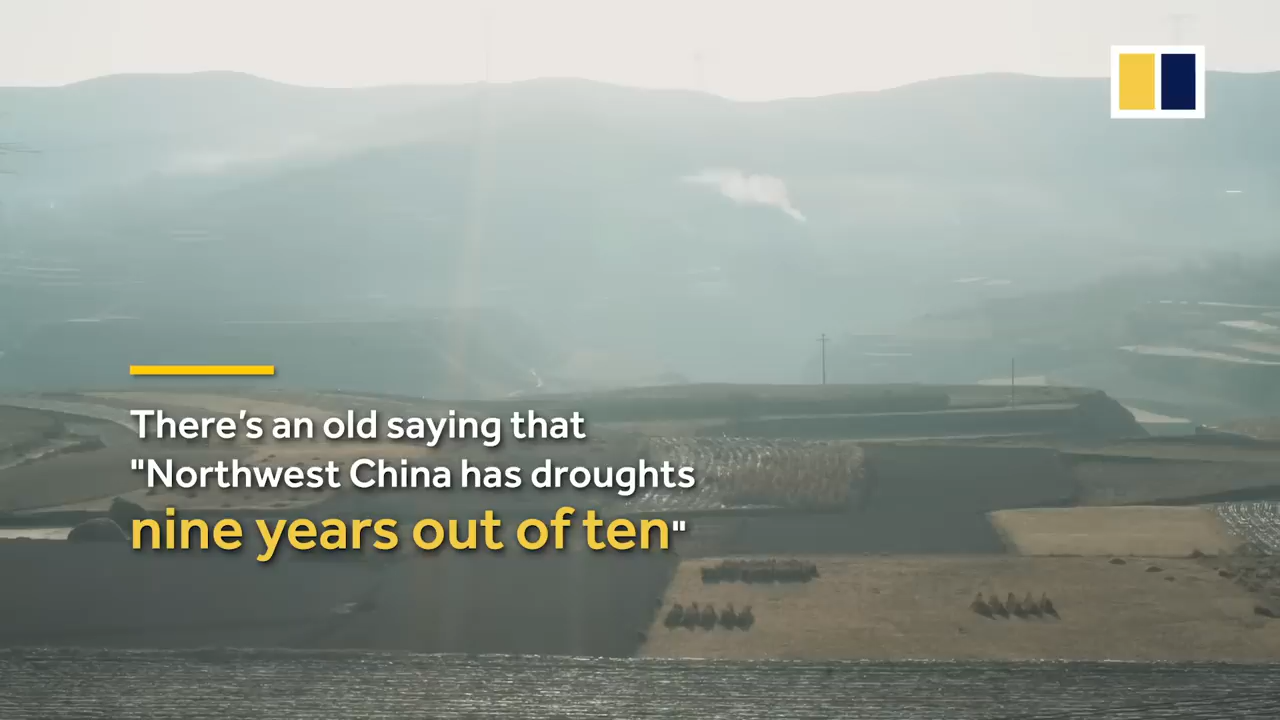 There’s an old saying that
"Northwest China has droughts
nine years out of ten"